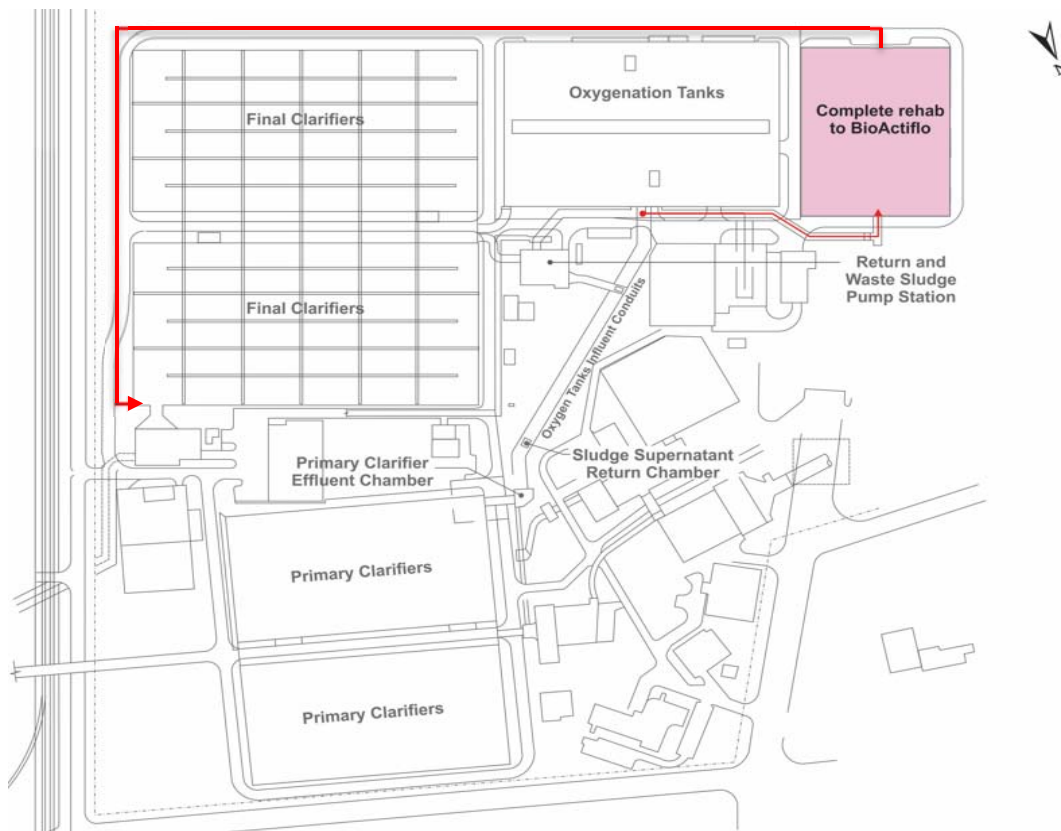 Final Clarifiers
Oxygenation Tanks
Complete rehab
to BioActiflo
Final Clarifiers
Return and
Waste Sludge
Pump Station
Oxygen Tanks Influent Conduits
Primary Clarifier
Effluent Chamber
Sludge Supernatant
Return Chamber
Primary Clarifiers
Primary Clarifiers